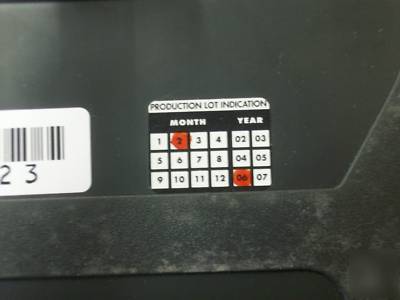 PRODUCTION LOT INDICATION
MONTH YEAR
1 2 3 4 02 03
5 6 7 8 04 05
9 10 11 12 06 07
2 3